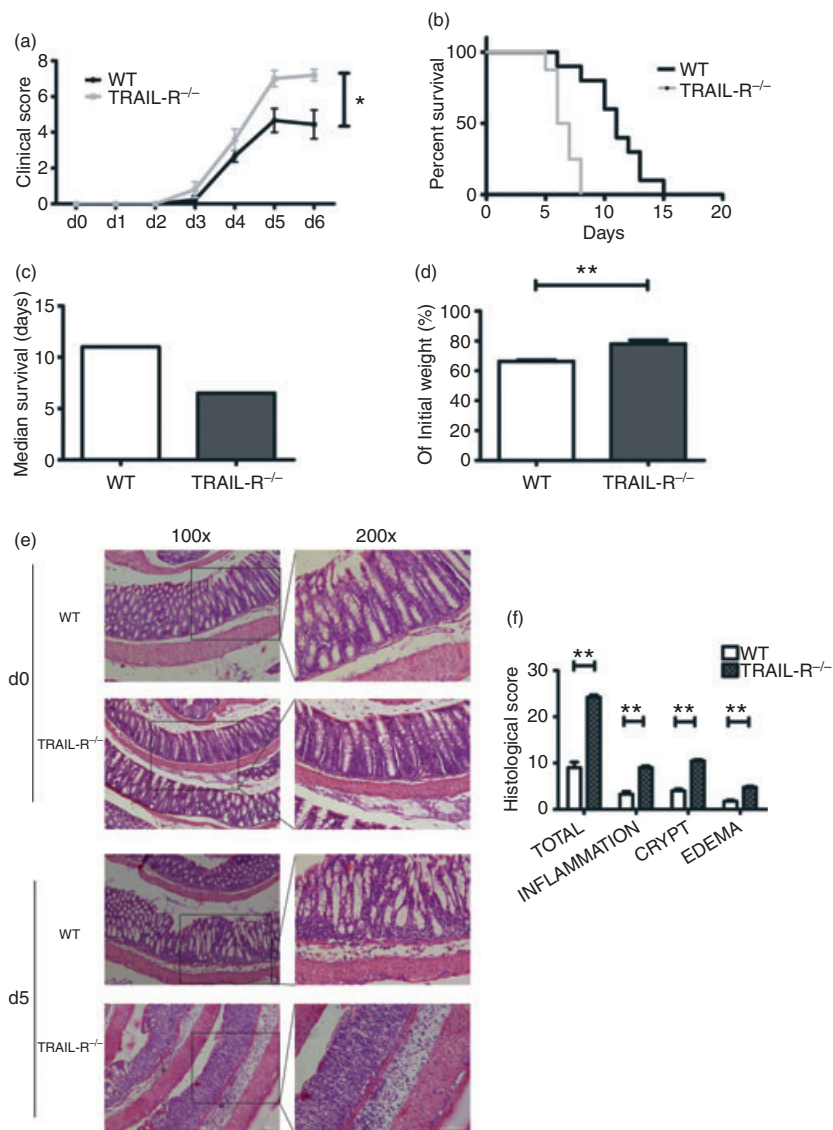 (a)
Clinical score
8
6
4
2
0
d0 d1 d2 d3 d4 d5 d6
WT
TRAIL-R⁻/⁻
*
(b)
Percent survival
100
50
0
0 5 10 15 20
Days
WT
TRAIL-R⁻/⁻
(c)
Median survival (days)
15
10
5
0
WT TRAIL-R⁻/⁻
(d)
Of Initial weight (%)
100
80
60
40
20
0
**
WT TRAIL-R⁻/⁻
(e)
100x 200x
d0
WT
TRAIL-R⁻/⁻
d5
WT
TRAIL-R⁻/⁻
(f)
Histological score
30
20
10
0
WT
TRAIL-R⁻/⁻
** ** ** **
TOTAL
INFLAMMATION
CRYPT
EDEMA